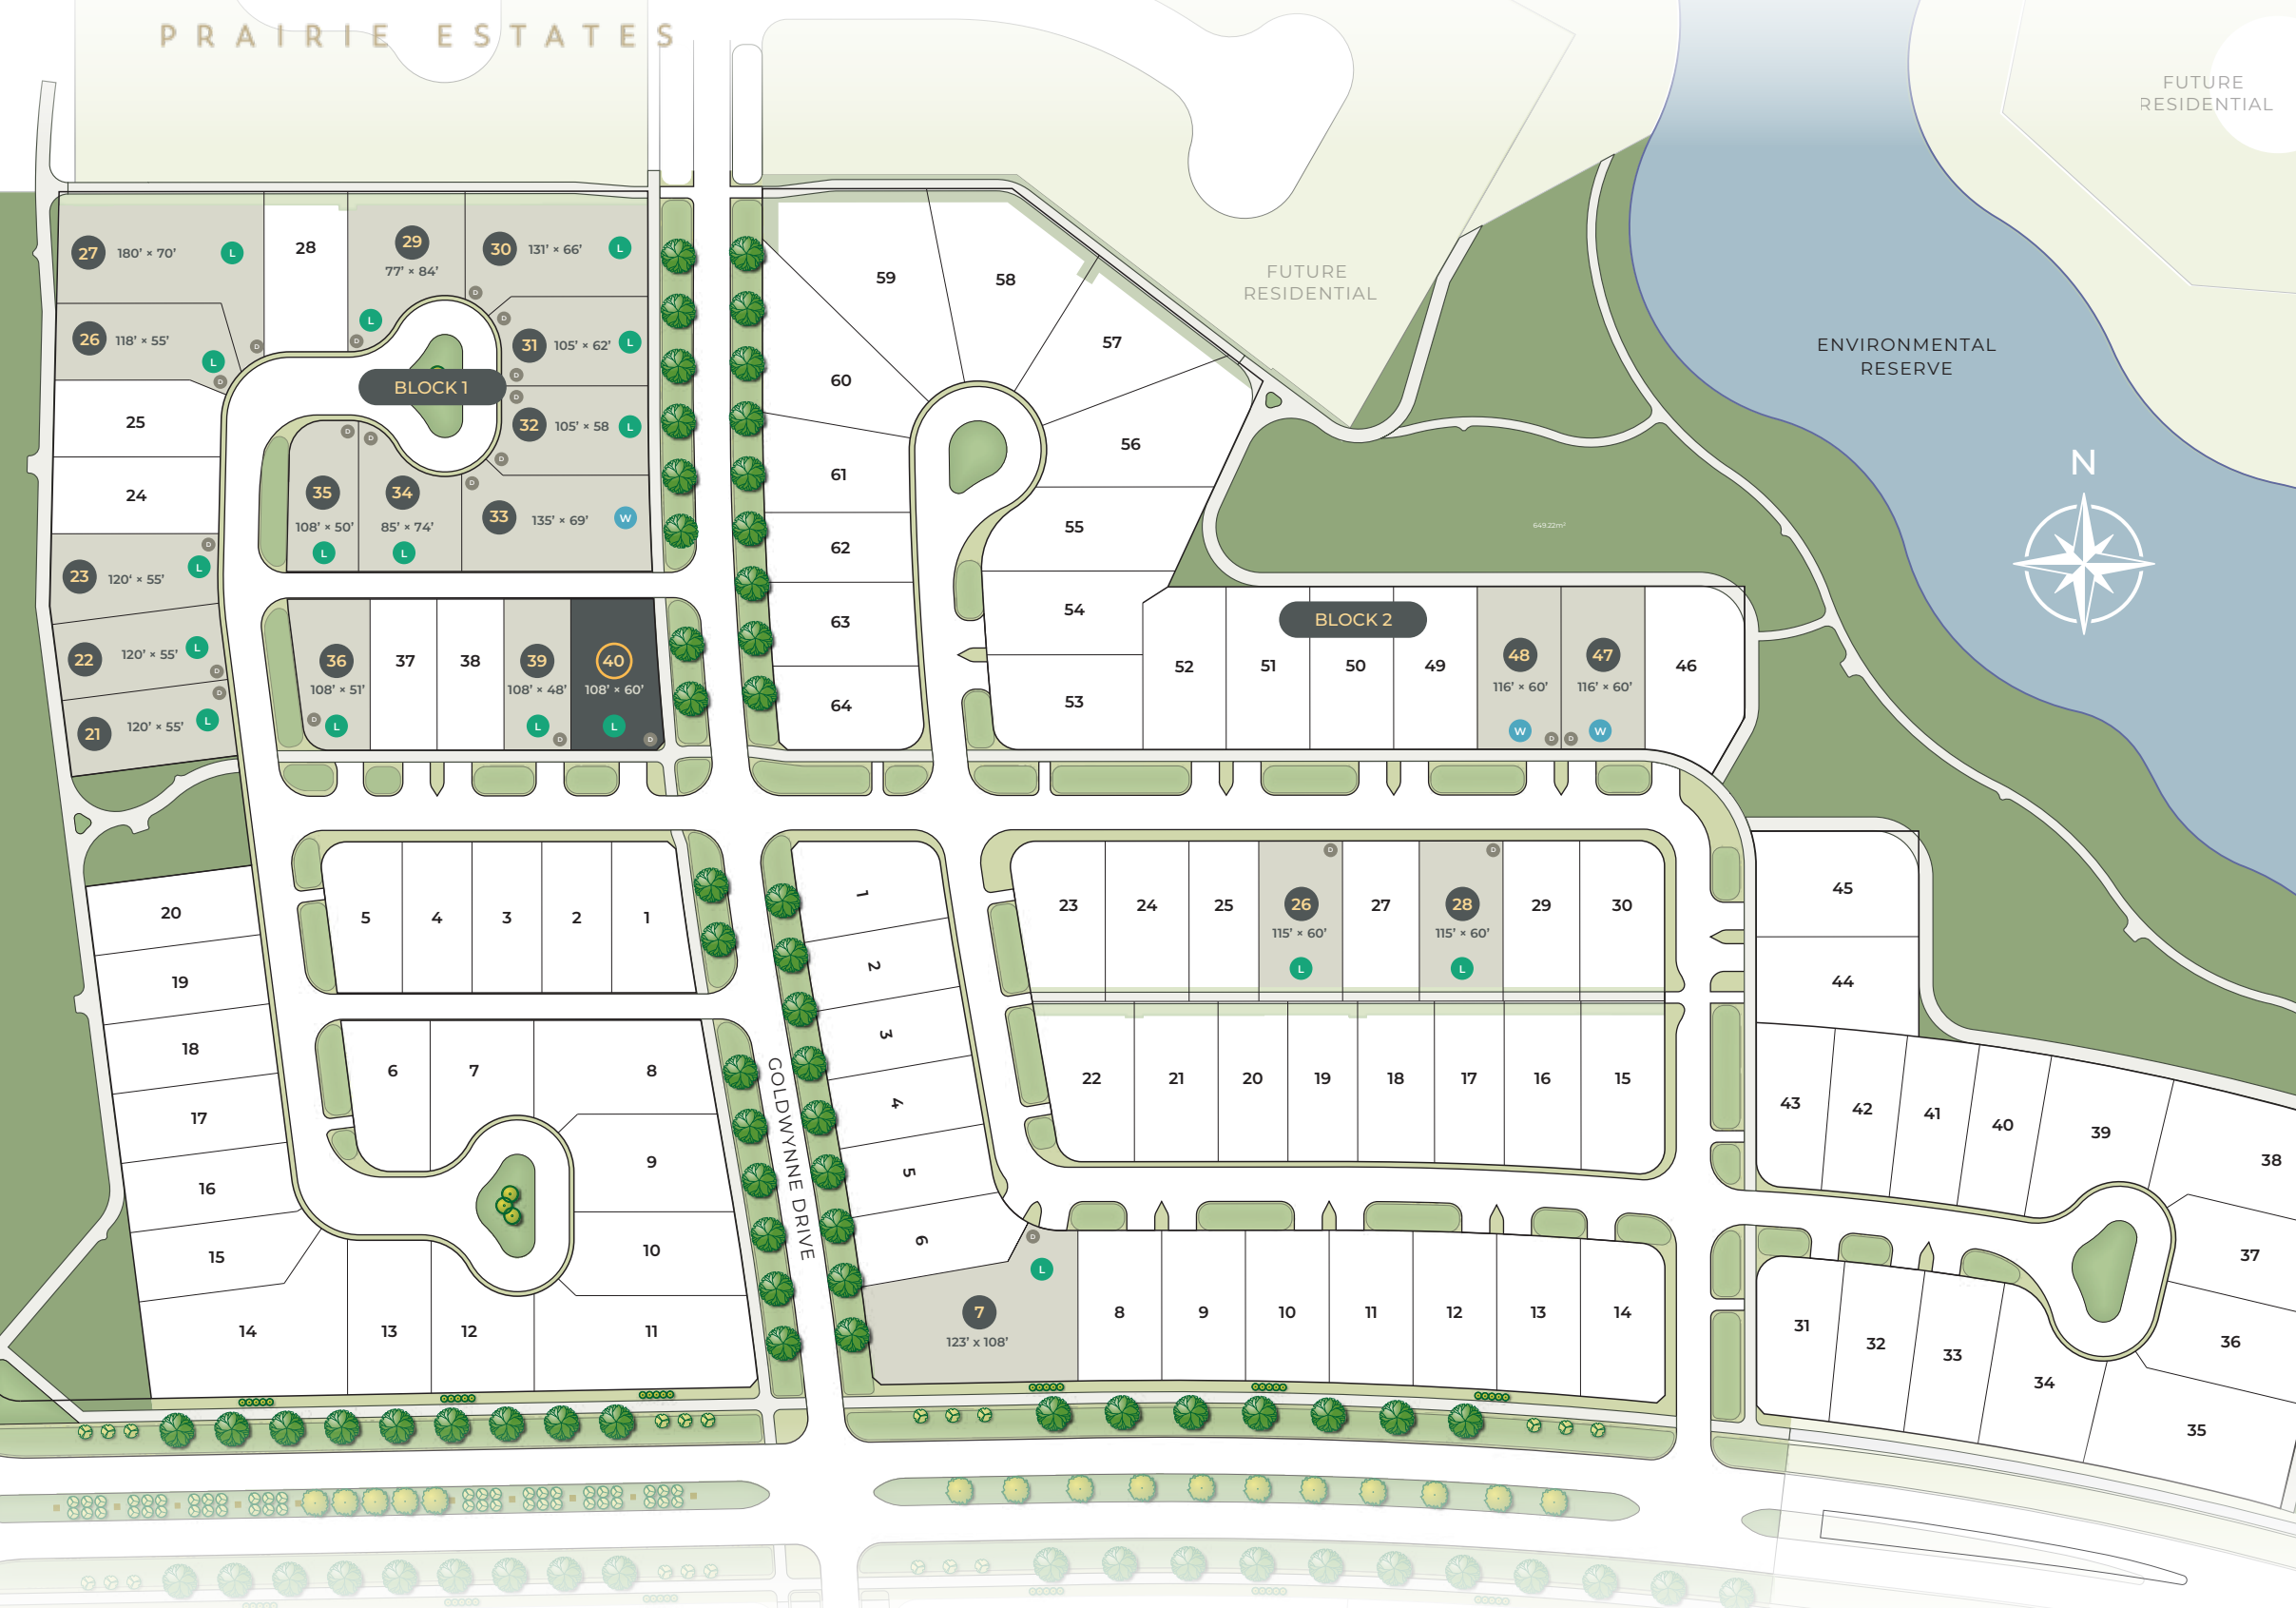 PRAIRIE ESTATES
FUTURE
RESIDENTIAL
FUTURE
RESIDENTIAL
ENVIRONMENTAL
RESERVE
N
649.22m²
BLOCK 1
27 180' × 70' L
28
29
77' × 84'
L
D
30 131' × 66' L
D
26 118' × 55'
L
D
D
31 105' × 62' L
D
D
32 105' × 58 L
D
D
25
24
35
108' × 50'
L
D
34
85' × 74'
L
D
33 135' × 69' W
D
23 120' × 55' L
D
22 120' × 55' L
D
21 120' × 55' L
D
36
108' × 51'
D L
37
38
39
108' × 48'
L D
40
108' × 60'
L D
20
19
18
17
16
15
14
13
12
11
10
9
8
7
6
5
4
3
2
1
GOLDWYNNE DRIVE
BLOCK 2
59
58
57
56
60
61
62
63
64
55
54
53
52
51
50
49
48
116' × 60'
W D
47
116' × 60'
D W
46
45
44
1
2
3
4
5
6
23
24
25
26
115' × 60'
L
D
27
28
115' × 60'
L
D
29
30
22
21
20
19
18
17
16
15
D
L
7
123' x 108'
8
9
10
11
12
13
14
43
42
41
40
39
38
37
36
35
34
33
32
31